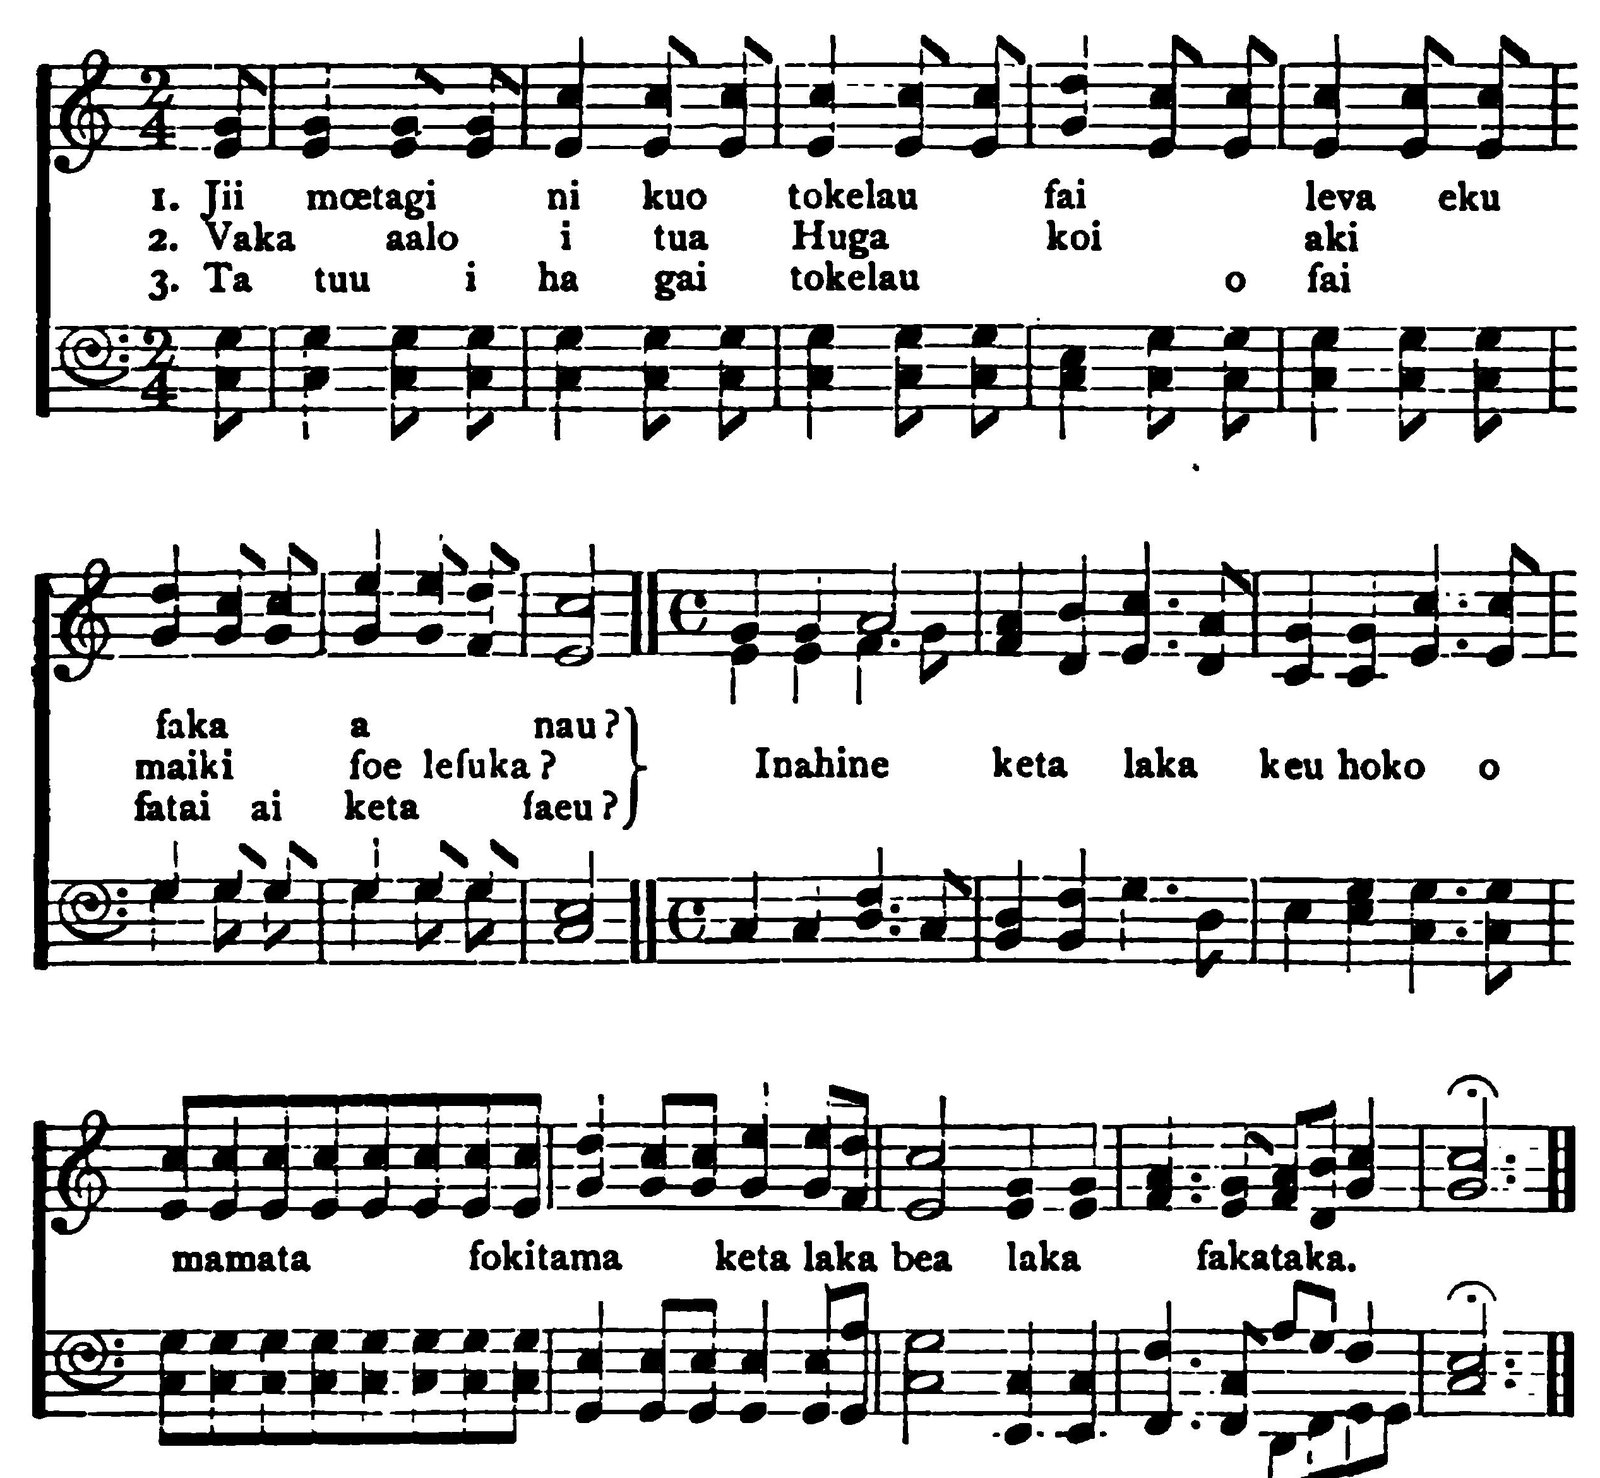 1. Jii mœtagi ni kuo tokelau fai leva eku
2. Vaka aalo i tua Huga koi aki
3. Ta tuu i ha gai tokelau o fai
faka a nau?
maiki foe lefuka?
fatai ai keta faeu?
Inahine keta laka keu hoko o
mamata fokitama keta laka bea laka fakataka.